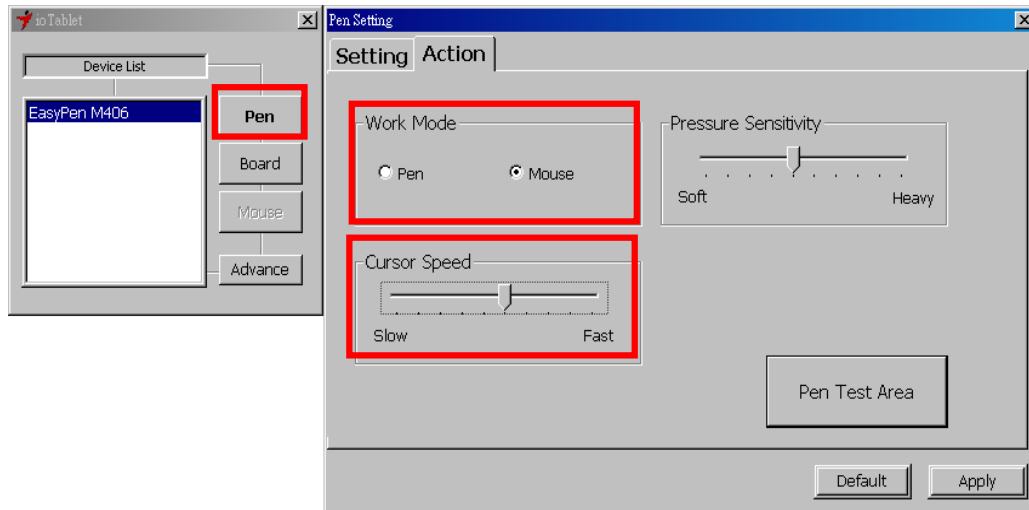 ioTablet
Device List
EasyPen M406
Pen
Board
Mouse
Advance
Pen Setting
Setting Action
Work Mode
Pen Mouse
Pressure Sensitivity
Soft Heavy
Cursor Speed
Slow Fast
Pen Test Area
Default Apply